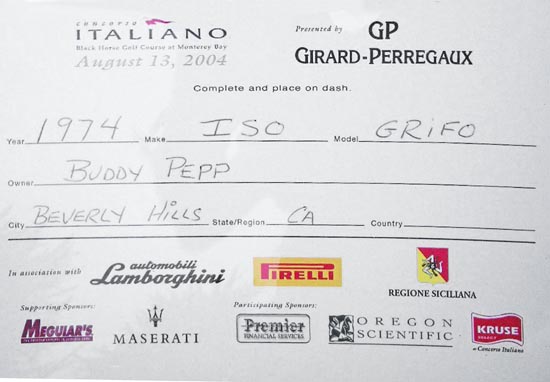 concorso
ITALIANO
Black Horse Golf Course at Monterey Bay
August 13, 2004
Presented by GP
GIRARD-PERREGAUX
Complete and place on dash.
Year 1974 Make ISO Model GRIFO
Owner BUDDY PEPP
City BEVERLY HILLS State/Region CA Country
In association with automobili Lamborghini PIRELLI REGIONE SICILIANA
Supporting Sponsors: Participating Sponsors:
MEGUIAR'S MASERATI Premier FINANCIAL SERVICES OREGON SCIENTIFIC KRUSE SELECT
at Concorso Italiano